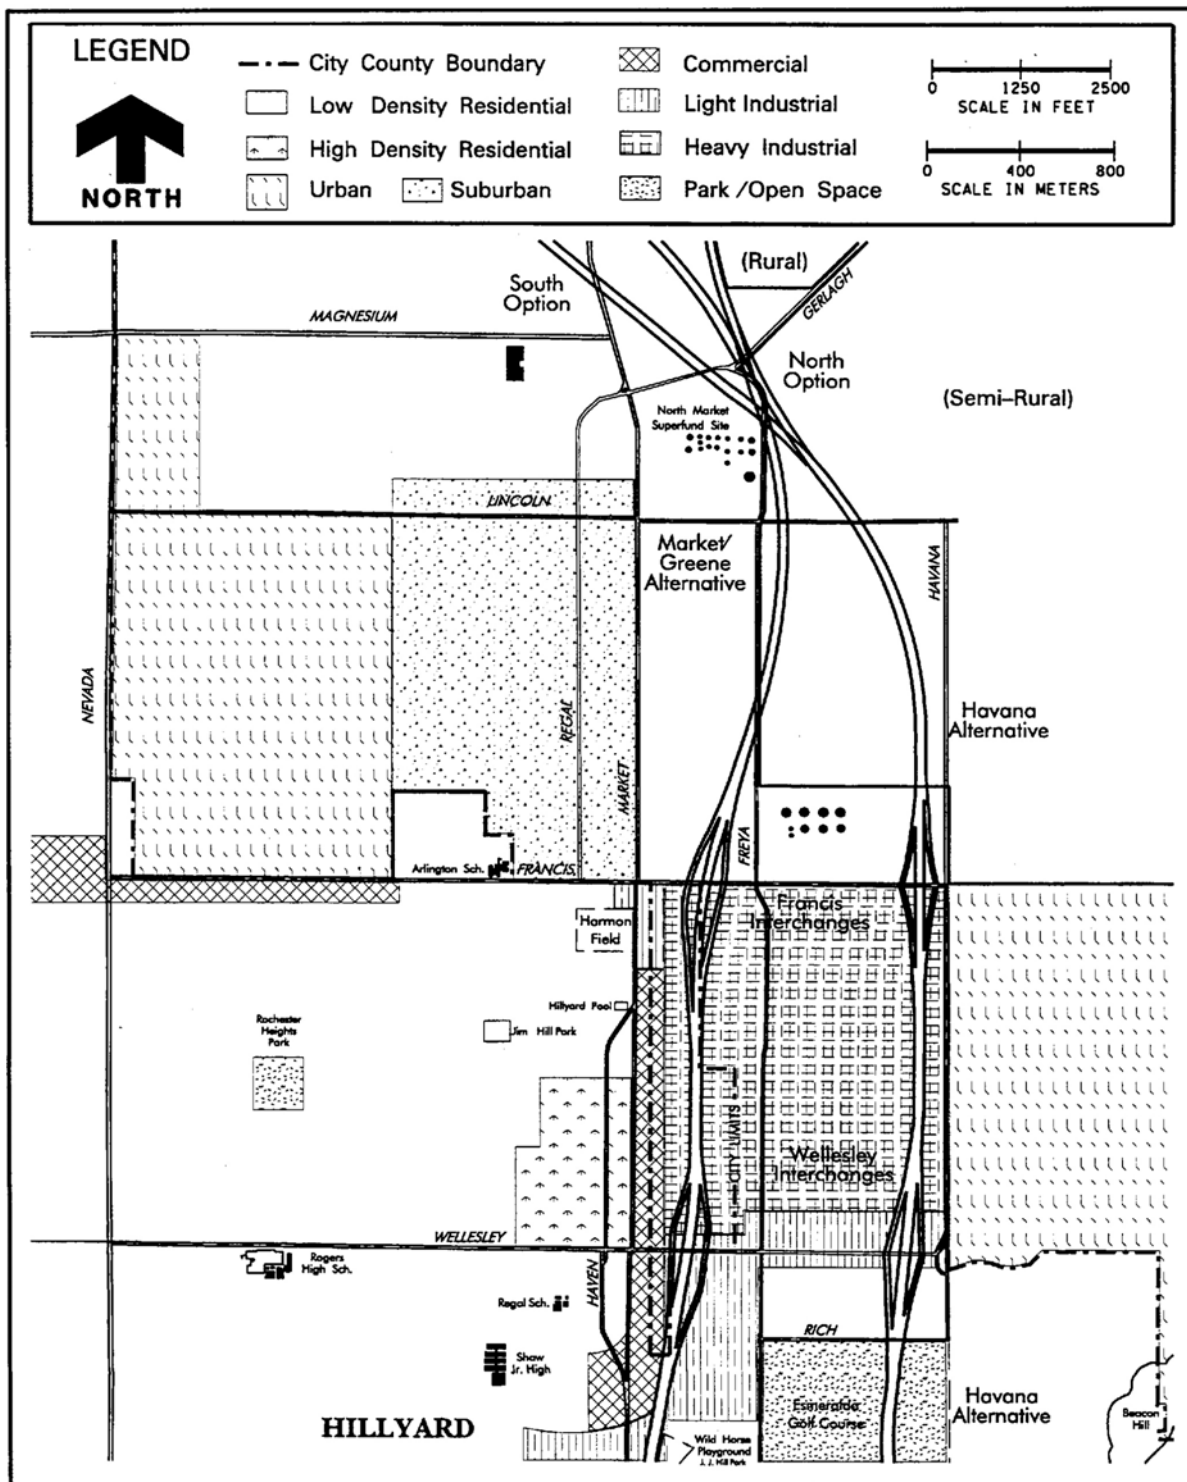 LEGEND
NORTH
City County Boundary
Low Density Residential
High Density Residential
Urban
Suburban
Commercial
Light Industrial
Heavy Industrial
Park / Open Space
0 1250 2500
SCALE IN FEET
0 400 800
SCALE IN METERS
(Rural)
South
Option
GERLAGH
MAGNESIUM
North
Option
(Semi-Rural)
North Market
Superfund Site
LINCOLN
Market/
Greene
Alternative
HAVANA
NEVADA
REGAL
MARKET
Havana
Alternative
FREYA
Arlington Sch.
FRANCIS
Harmon
Field
Francis
Interchanges
Hillyard Pool
Jim Hill Park
Rochester
Heights
Park
CITY LIMITS
Wellesley
Interchanges
WELLESLEY
Rogers
High Sch.
HAVEN
Regal Sch.
RICH
Shaw
Jr. High
Esmeralda
Golf Course
Havana
Alternative
Beacon
Hill
HILLYARD
Wild Horse
Playground
J. J. Hill Park